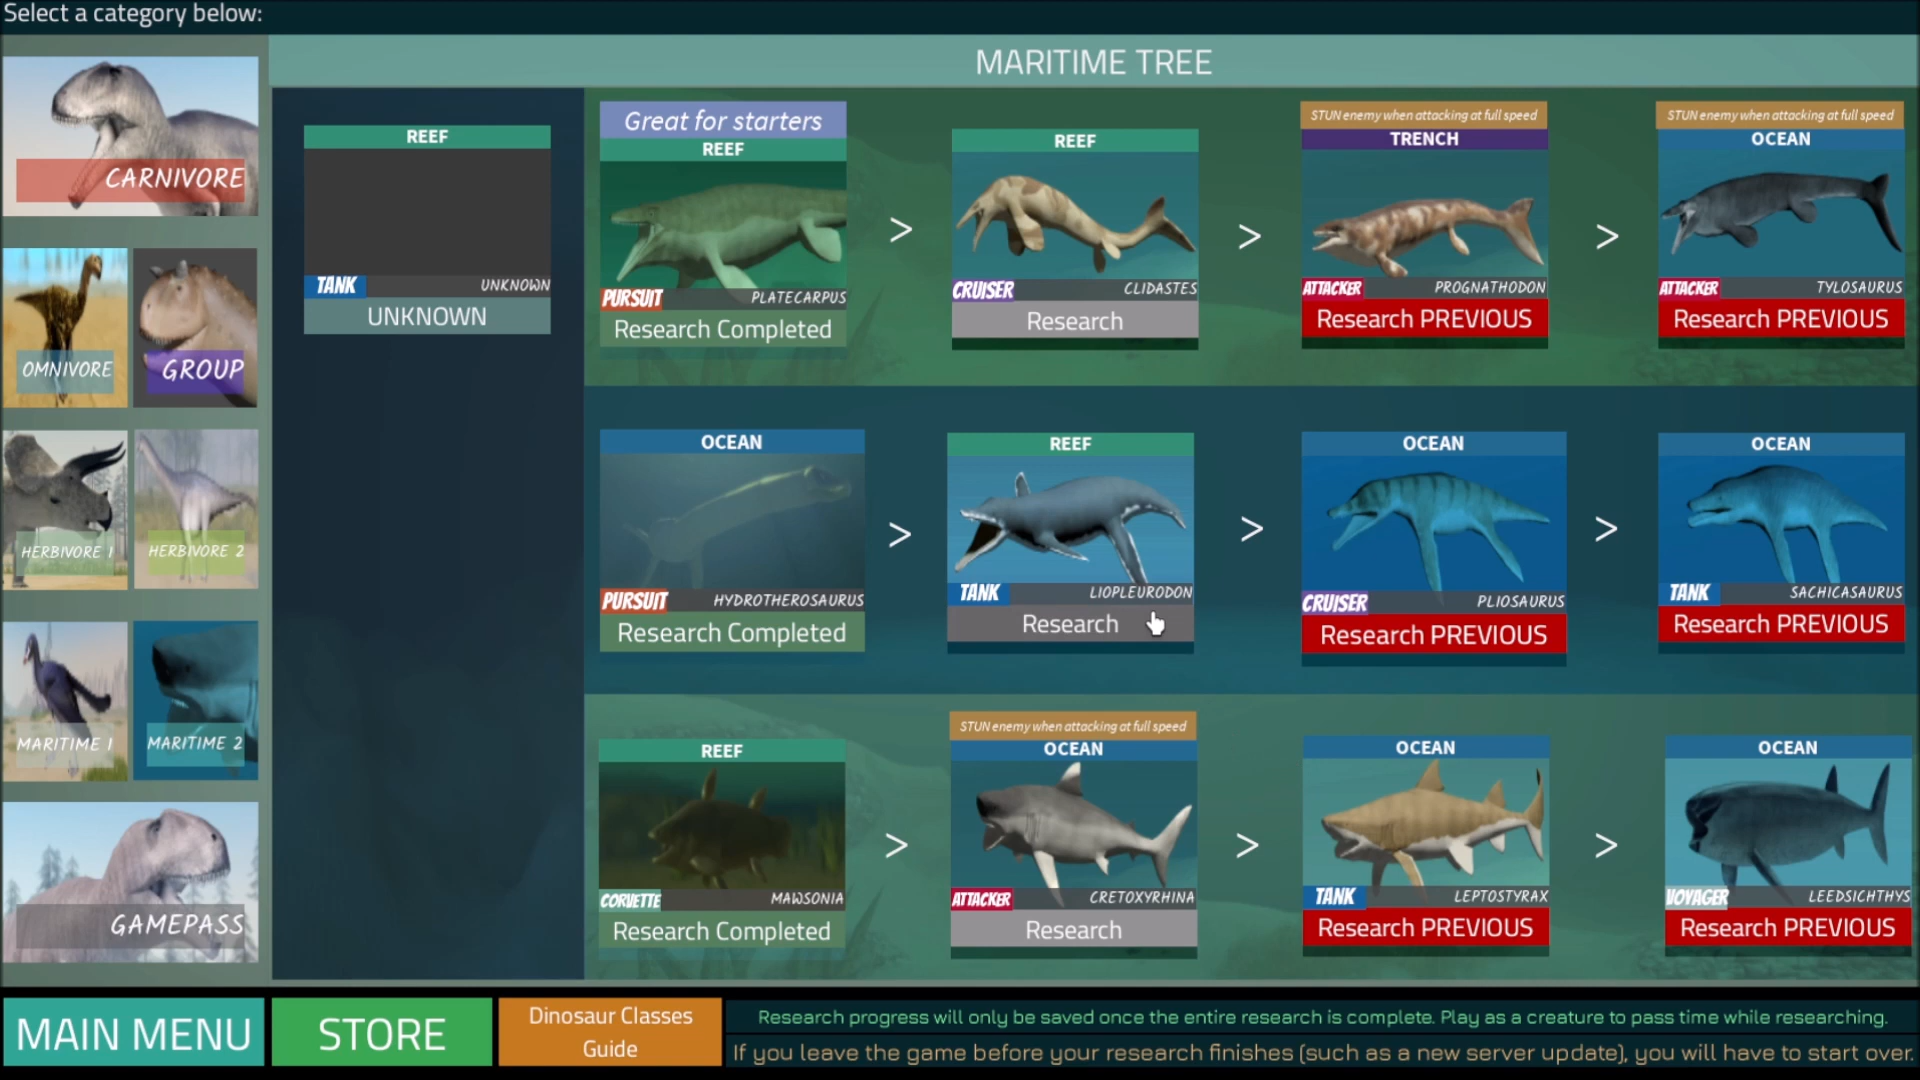 Select a category below:
MARITIME TREE
CARNIVORE
OMNIVORE
GROUP
HERBIVORE 1
HERBIVORE 2
MARITIME 1
MARITIME 2
GAMEPASS
REEF
TANK
UNKNOWN
UNKNOWN
Great for starters
REEF
PURSUIT
PLATECARPUS
Research Completed
>
REEF
CRUISER
CLIDASTES
Research
>
STUN enemy when attacking at full speed
TRENCH
ATTACKER
PROGNATHODON
Research PREVIOUS
>
STUN enemy when attacking at full speed
OCEAN
ATTACKER
TYLOSAURUS
Research PREVIOUS
OCEAN
PURSUIT
HYDROTHEROSAURUS
Research Completed
>
REEF
TANK
LIOPLEURODON
Research
>
OCEAN
CRUISER
PLIOSAURUS
Research PREVIOUS
>
OCEAN
TANK
SACHICASAURUS
Research PREVIOUS
REEF
CORVETTE
MAWSONIA
Research Completed
>
STUN enemy when attacking at full speed
OCEAN
ATTACKER
CRETOXYRHINA
Research
>
OCEAN
TANK
LEPTOSTYRAX
Research PREVIOUS
>
OCEAN
VOYAGER
LEEDSICHTHYS
Research PREVIOUS
MAIN MENU
STORE
Dinosaur Classes
Guide
Research progress will only be saved once the entire research is complete. Play as a creature to pass time while researching.
If you leave the game before your research finishes (such as a new server update), you will have to start over.